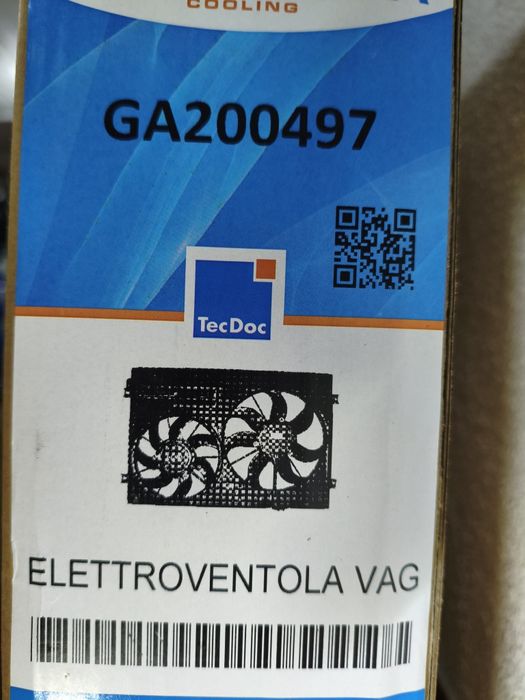 COOLING
GA200497
TecDoc
ELETTROVENTOLA VAG